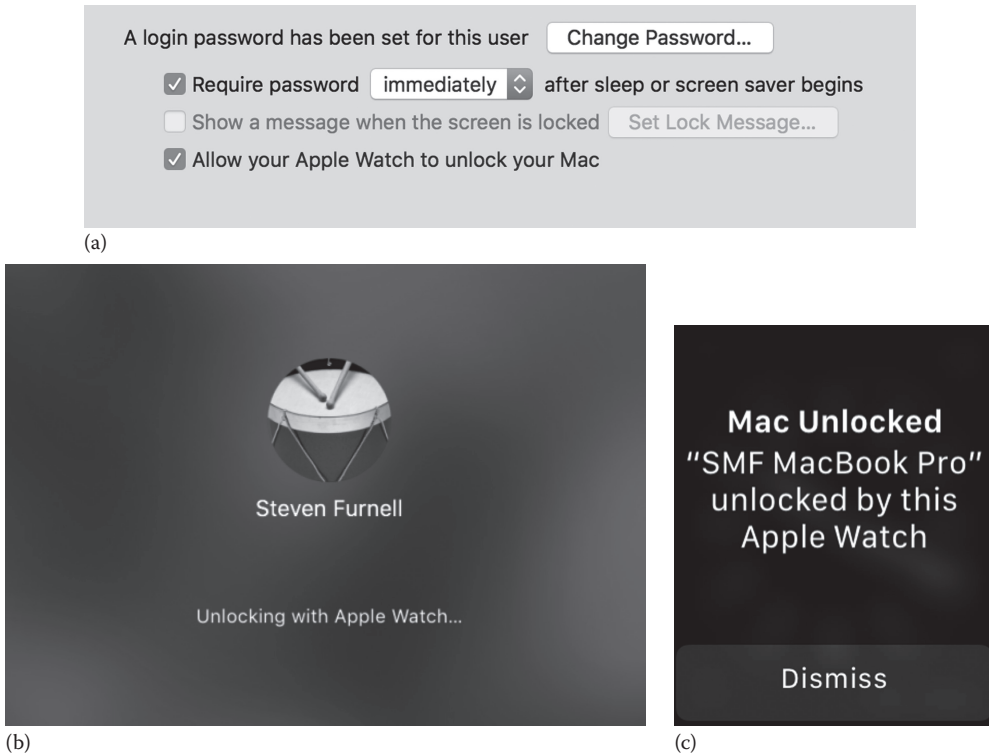 A login password has been set for this user Change Password...
Require password immediately after sleep or screen saver begins
Show a message when the screen is locked Set Lock Message...
Allow your Apple Watch to unlock your Mac
(a)
Steven Furnell
Unlocking with Apple Watch...
(b)
Mac Unlocked
“SMF MacBook Pro”
unlocked by this
Apple Watch
Dismiss
(c)